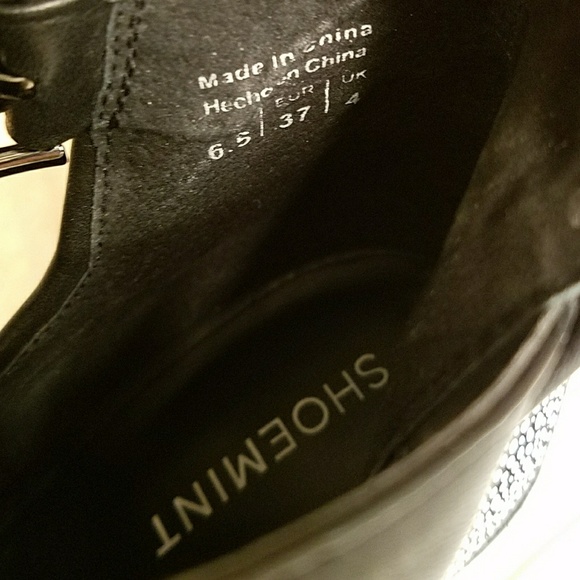 Made in China
Hecho en China
EUR | UK
6.5 | 37 | 4
SHOEMINT